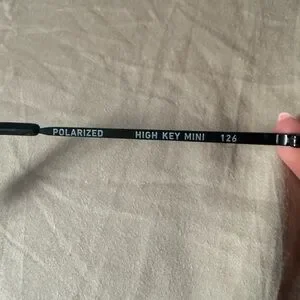 POLARIZED HIGH KEY MINI 126